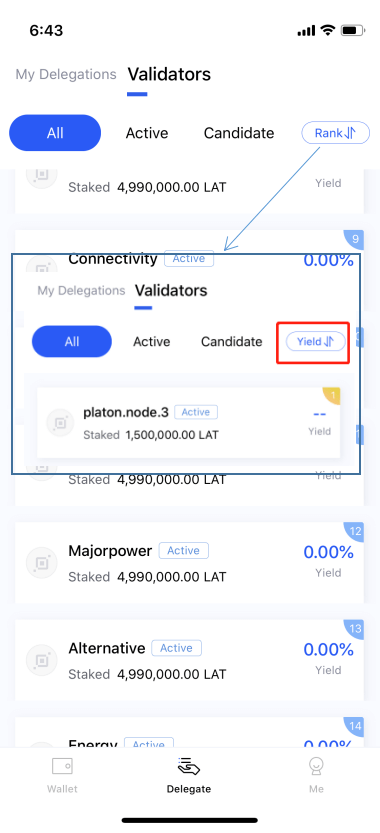 6:43
My Delegations Validators
All Active Candidate Rank
Staked 4,990,000.00 LAT Yield
9
Connectivity Active 0.00%
My Delegations Validators
All Active Candidate Yield
1
platon.node.3 Active --
Staked 1,500,000.00 LAT Yield
Staked 4,990,000.00 LAT Yield
12
Majorpower Active 0.00%
Staked 4,990,000.00 LAT Yield
13
Alternative Active 0.00%
Staked 4,990,000.00 LAT Yield
14
Energy Active 0.00%
Wallet Delegate Me